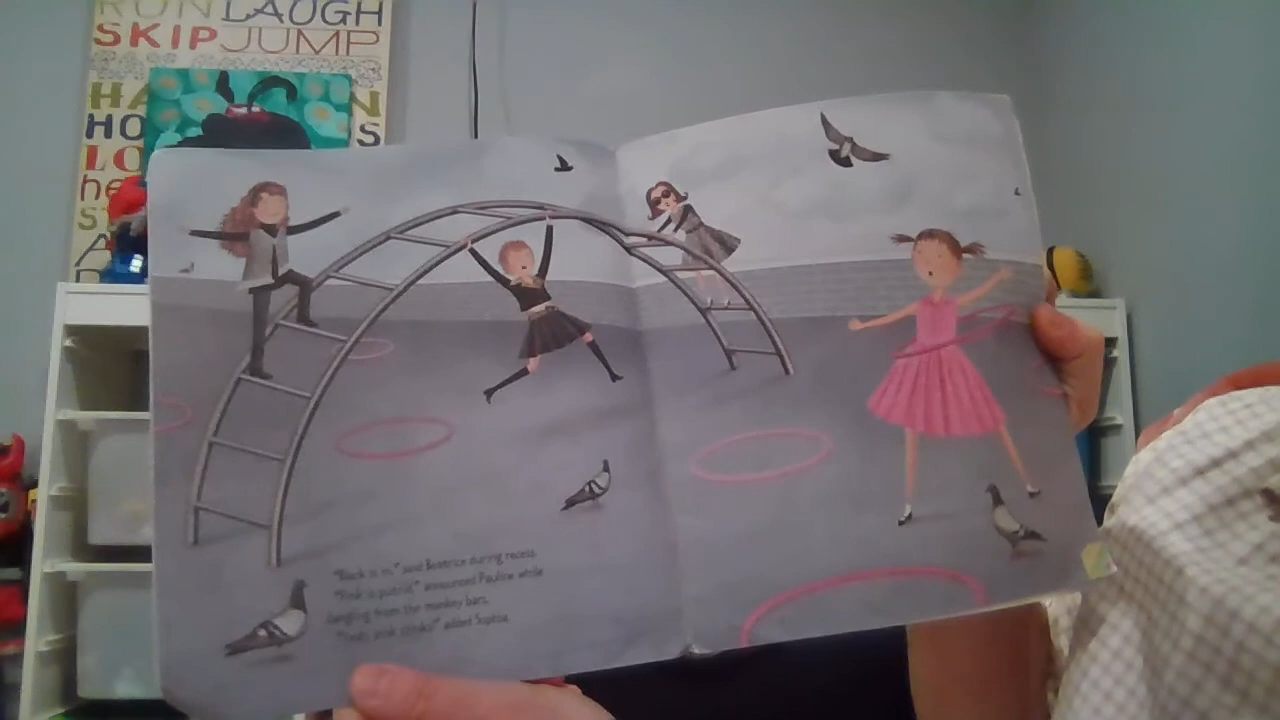 RUN LAUGH
SKIP JUMP
"Black is in," said Beatrice during recess.
"Pink is putrid," announced Pauline while
dangling from the monkey bars.
"Yeah, pink stinks!" added Sophia.